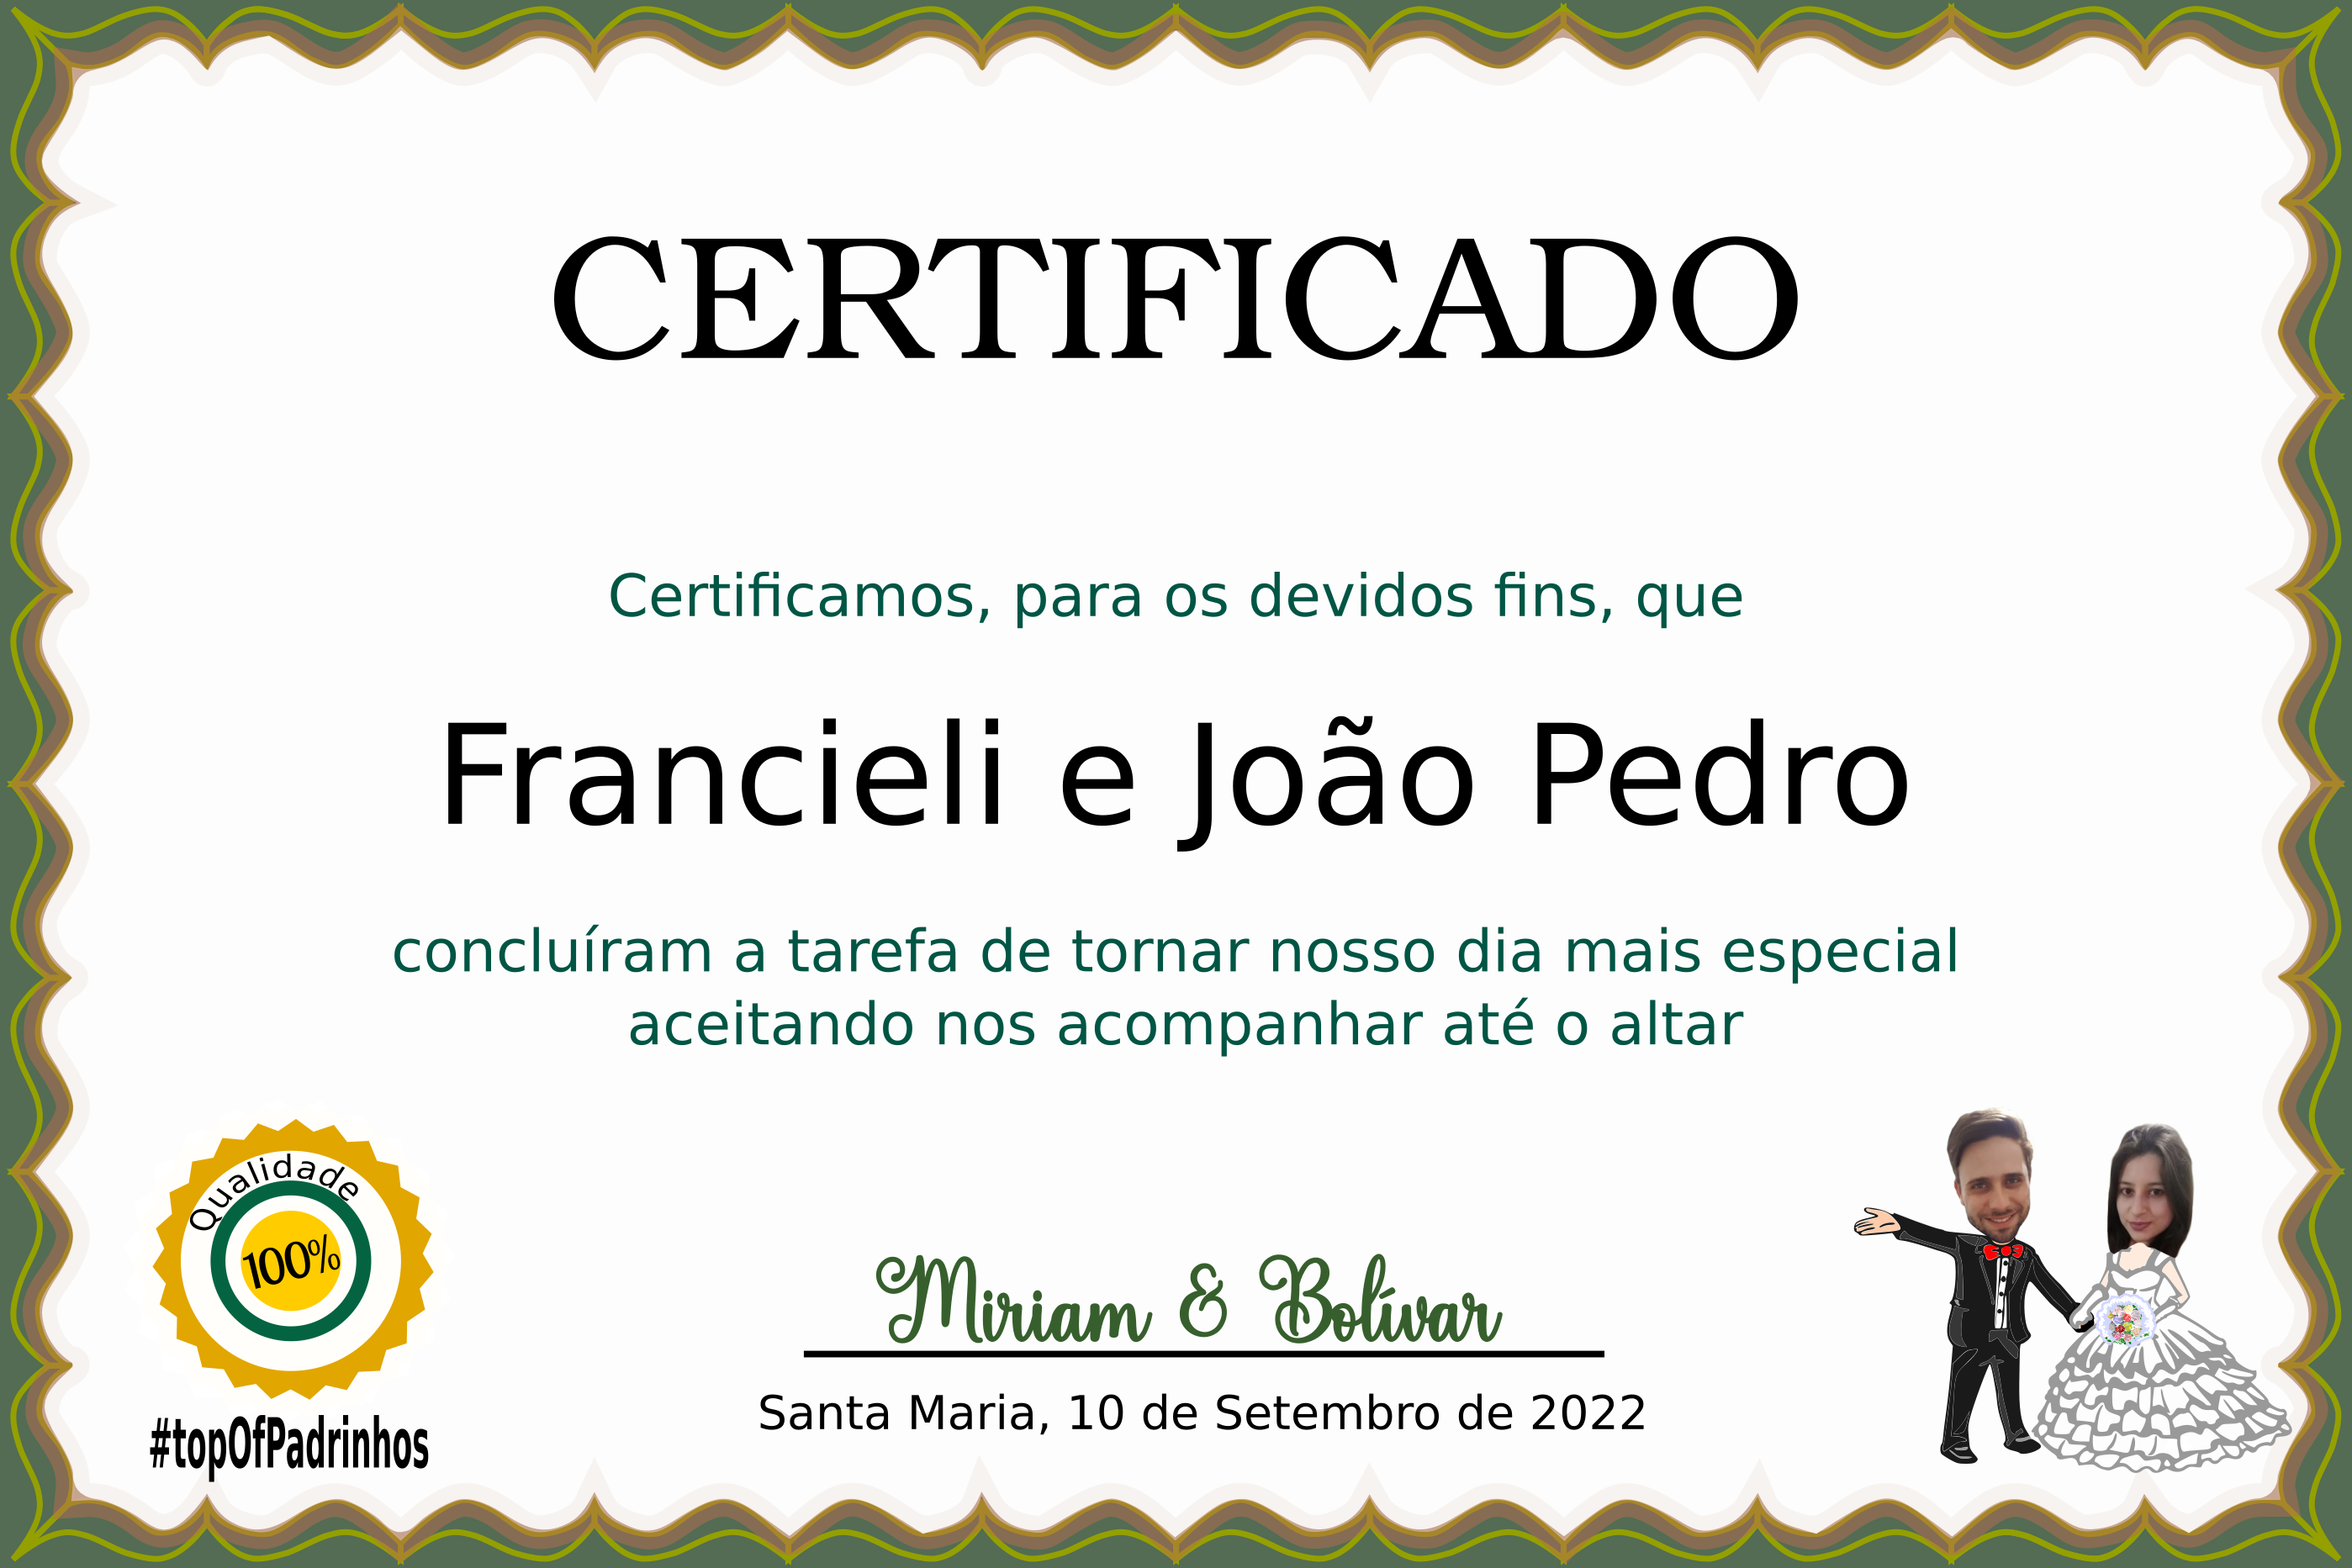 CERTIFICADO
Certificamos, para os devidos fins, que
Francieli e João Pedro
concluíram a tarefa de tornar nosso dia mais especial
aceitando nos acompanhar até o altar
Qualidade
100%
#topOfPadrinhos
Miriam & Bolívar
Santa Maria, 10 de Setembro de 2022